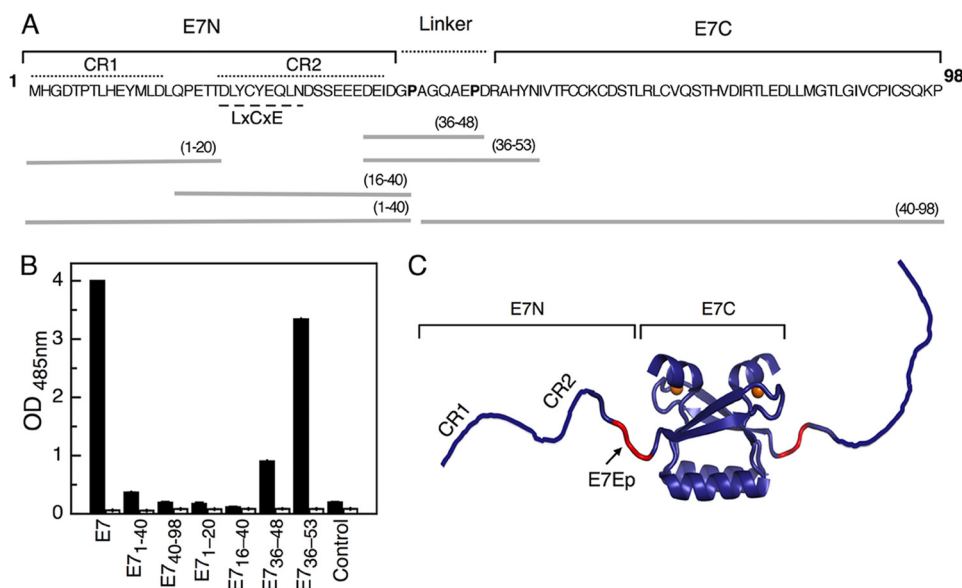 A
E7N
Linker
E7C
CR1
CR2
1
98
MHGDTPTLHEYMLDLQPETTDLYCYEQLNDSSEEEDEIDGPAGQAEPDRAHYNIVTFCCKCDSTLRLCVQSTHVDIRTLEDLLMGTLGIVCPICSQKP
LxCxE
(36-48)
(1-20)
(36-53)
(16-40)
(1-40)
(40-98)
B
OD485nm
4
3
2
1
0
E7
E71-40
E740-98
E71-20
E716-40
E736-48
E736-53
Control
C
E7N
E7C
CR1
CR2
E7Ep